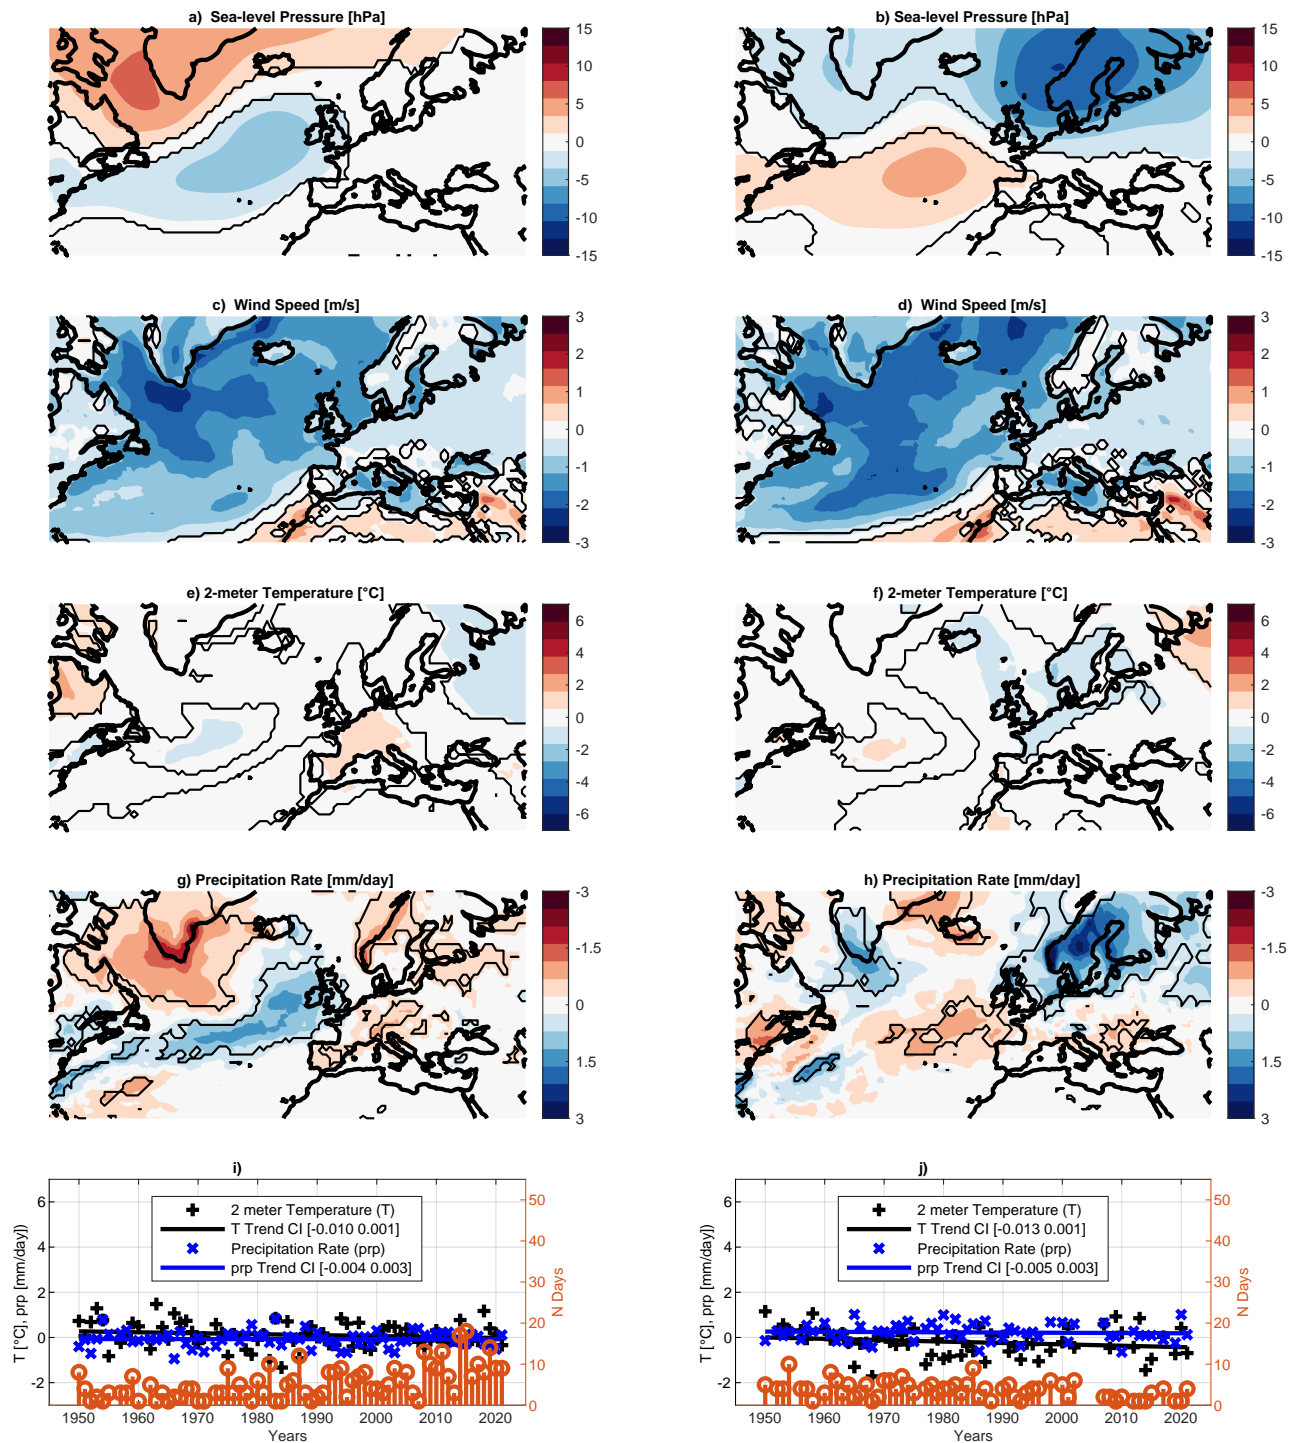 a)  Sea-level Pressure [hPa]
15
10
5
0
-5
-10
-15
b) Sea-level Pressure [hPa]
15
10
5
0
-5
-10
-15
c)  Wind Speed [m/s]
3
2
1
0
-1
-2
-3
d)  Wind Speed [m/s]
3
2
1
0
-1
-2
-3
e) 2-meter Temperature [°C]
6
4
2
0
-2
-4
-6
f) 2-meter Temperature [°C]
6
4
2
0
-2
-4
-6
g) Precipitation Rate [mm/day]
-3
-1.5
0
1.5
3
h) Precipitation Rate [mm/day]
-3
-1.5
0
1.5
3
i)
T [°C], prp [mm/day])
6
4
2
0
-2
2 meter Temperature (T)
T Trend CI [-0.010 0.001]
Precipitation Rate (prp)
prp Trend CI [-0.004 0.003]
50
40
30
20
10
0
N Days
1950 1960 1970 1980 1990 2000 2010 2020
Years
j)
T [°C], prp [mm/day])
6
4
2
0
-2
2 meter Temperature (T)
T Trend CI [-0.013 0.001]
Precipitation Rate (prp)
prp Trend CI [-0.005 0.003]
50
40
30
20
10
0
N Days
1950 1960 1970 1980 1990 2000 2010 2020
Years